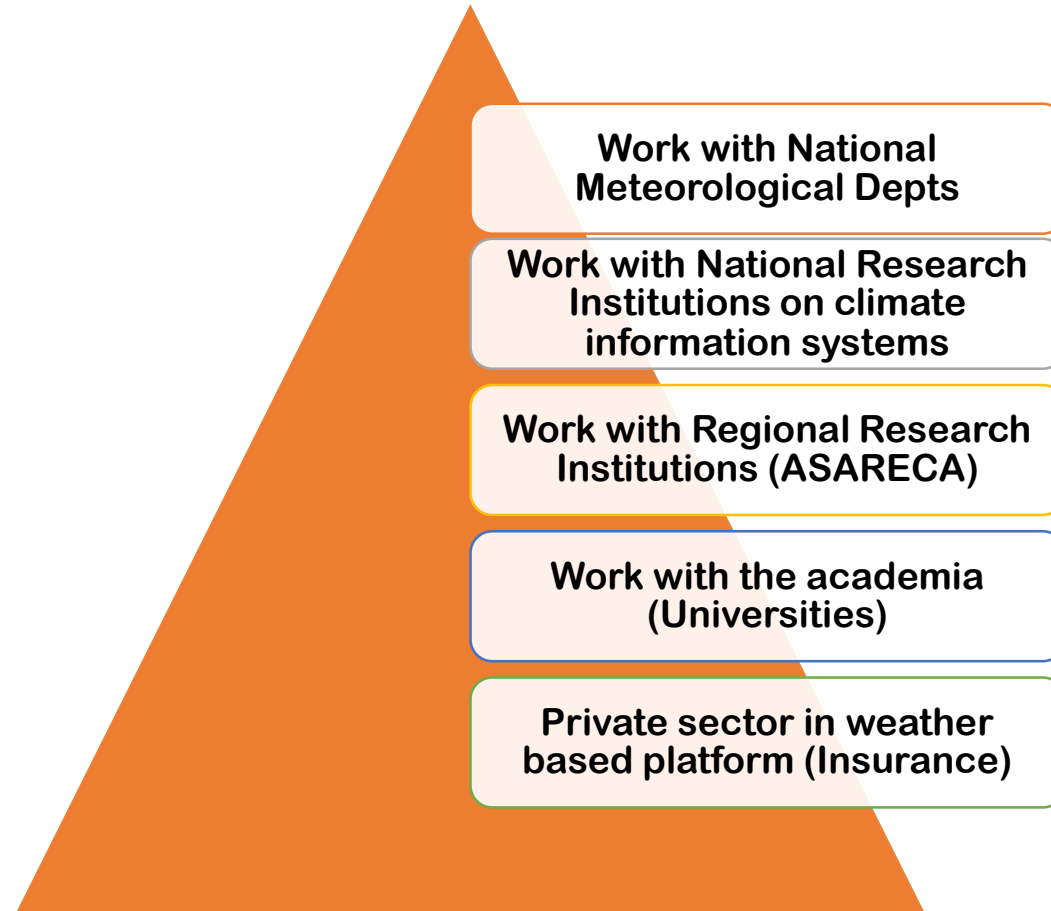 Work with National
Meteorological Depts
Work with National Research
Institutions on climate
information systems
Work with Regional Research
Institutions (ASARECA)
Work with the academia
(Universities)
Private sector in weather
based platform (Insurance)